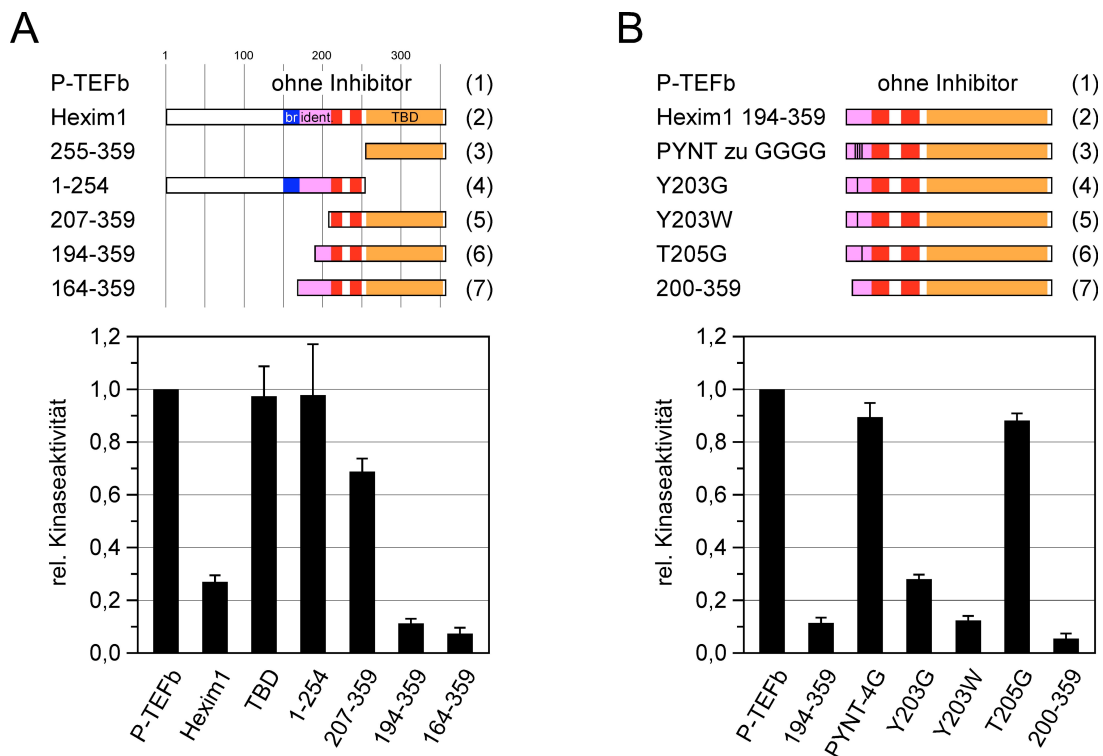 A
1 100 200 300
P-TEFb ohne Inhibitor (1)
Hexim1 br ident. TBD (2)
255-359 (3)
1-254 (4)
207-359 (5)
194-359 (6)
164-359 (7)
rel. Kinaseaktivität
1,2
1,0
0,8
0,6
0,4
0,2
0,0
P-TEFb
Hexim1
TBD
1-254
207-359
194-359
164-359
B
P-TEFb ohne Inhibitor (1)
Hexim1 194-359 (2)
PYNT zu GGGG (3)
Y203G (4)
Y203W (5)
T205G (6)
200-359 (7)
rel. Kinaseaktivität
1,2
1,0
0,8
0,6
0,4
0,2
0,0
P-TEFb
194-359
PYNT-4G
Y203G
Y203W
T205G
200-359